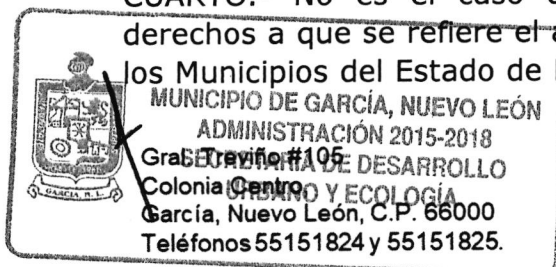 CUARTO. No es el caso
derechos a que se refiere el
los Municipios del Estado de
MUNICIPIO DE GARCÍA, NUEVO LEÓN
ADMINISTRACIÓN 2015-2018
SECRETARÍA DE DESARROLLO
Gral. Treviño #105
URBANO Y ECOLOGÍA
Colonia Centro,
García, Nuevo León, C.P. 66000
Teléfonos 55151824 y 55151825.
GARCIA, N. L.